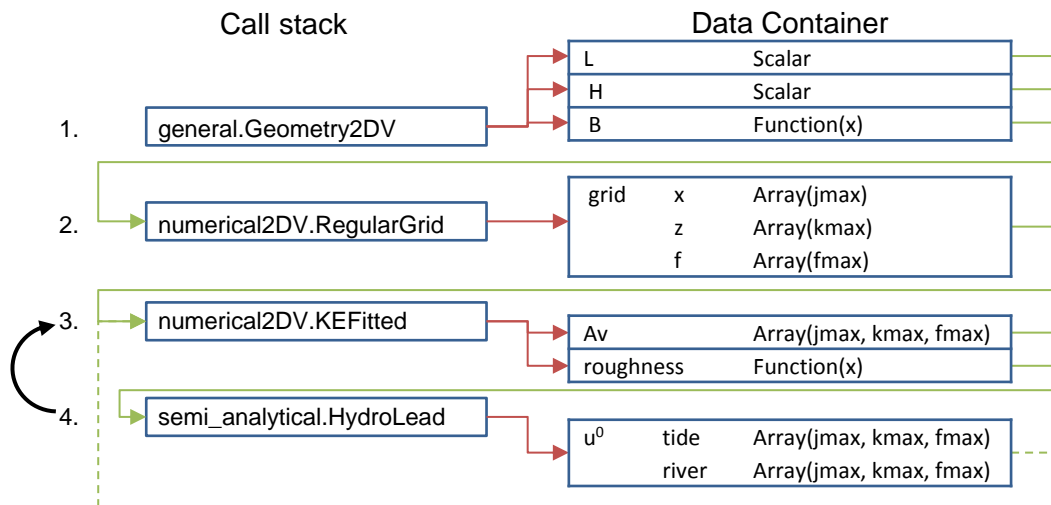 Call stack Data Container
L Scalar
H Scalar
1. general.Geometry2DV B Function(x)
grid x Array(jmax)
2. numerical2DV.RegularGrid z Array(kmax)
f Array(fmax)
3. numerical2DV.KEFitted Av Array(jmax, kmax, fmax)
roughness Function(x)
4. semi_analytical.HydroLead u⁰ tide Array(jmax, kmax, fmax)
river Array(jmax, kmax, fmax)